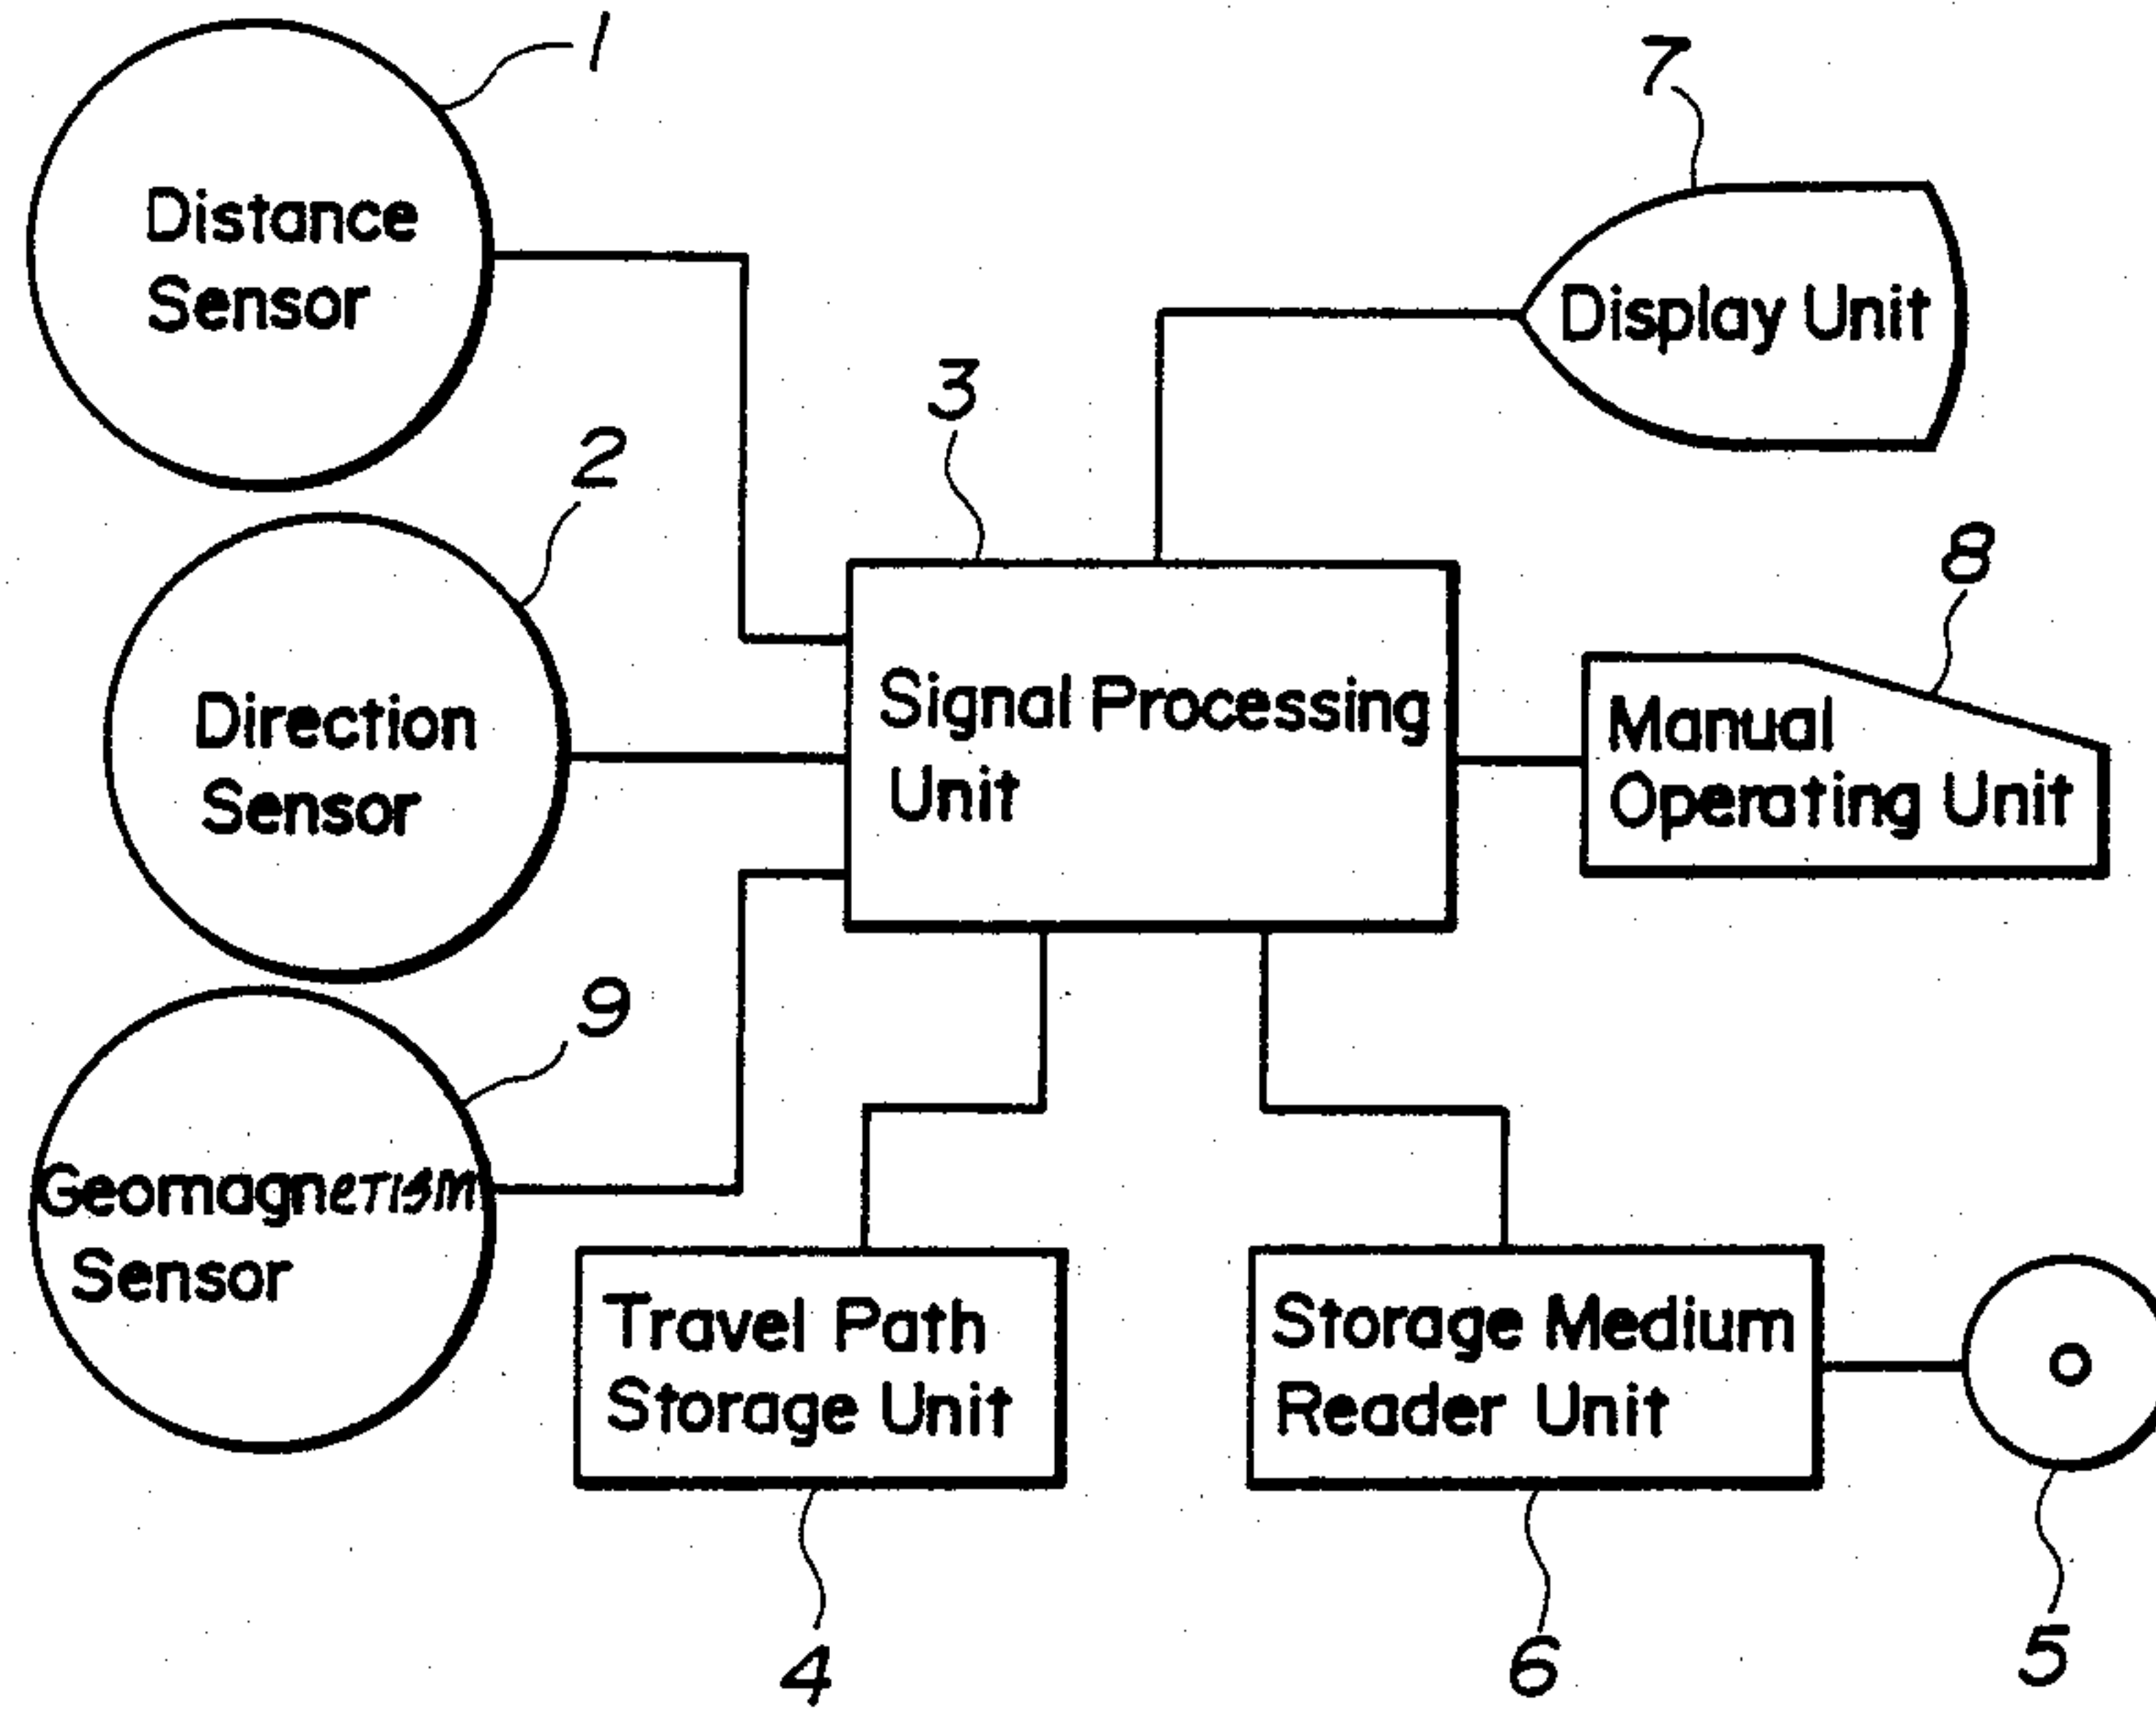 1
Distance
Sensor
7
Display Unit
3
2
8
Direction
Sensor
Signal Processing
Unit
Manual
Operating Unit
9
Geomagnetism
Sensor
Travel Path
Storage Unit
Storage Medium
Reader Unit
4
6
5